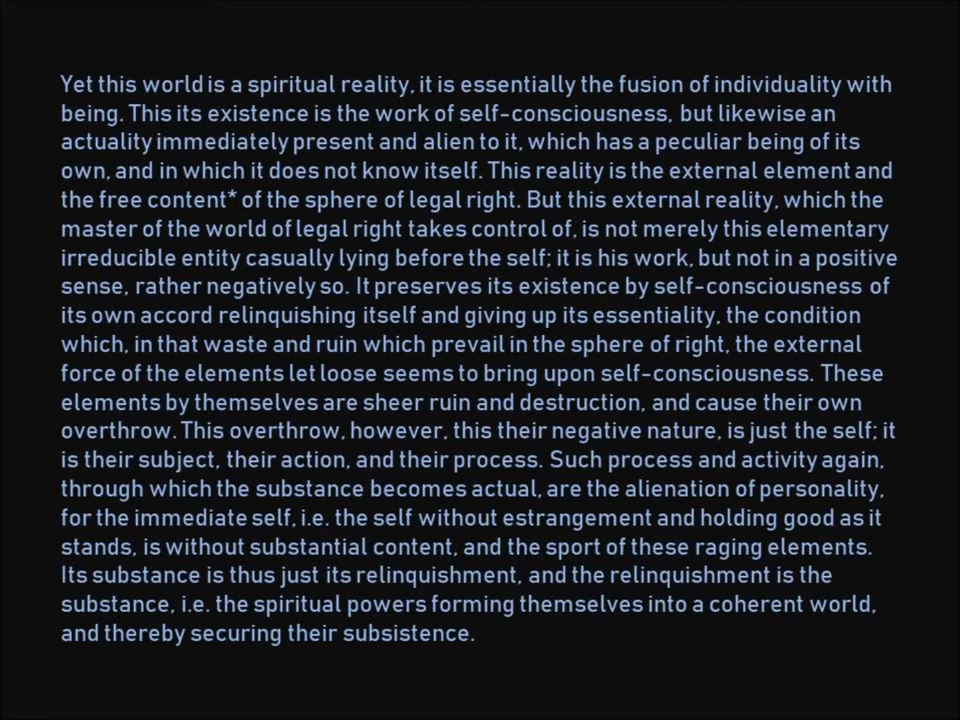 Yet this world is a spiritual reality, it is essentially the fusion of individuality with
being. This its existence is the work of self-consciousness, but likewise an
actuality immediately present and alien to it, which has a peculiar being of its
own, and in which it does not know itself. This reality is the external element and
the free content* of the sphere of legal right. But this external reality, which the
master of the world of legal right takes control of, is not merely this elementary
irreducible entity casually lying before the self; it is his work, but not in a positive
sense, rather negatively so. It preserves its existence by self-consciousness of
its own accord relinquishing itself and giving up its essentiality, the condition
which, in that waste and ruin which prevail in the sphere of right, the external
force of the elements let loose seems to bring upon self-consciousness. These
elements by themselves are sheer ruin and destruction, and cause their own
overthrow. This overthrow, however, this their negative nature, is just the self; it
is their subject, their action, and their process. Such process and activity again,
through which the substance becomes actual, are the alienation of personality,
for the immediate self, i.e. the self without estrangement and holding good as it
stands, is without substantial content, and the sport of these raging elements.
Its substance is thus just its relinquishment, and the relinquishment is the
substance, i.e. the spiritual powers forming themselves into a coherent world,
and thereby securing their subsistence.